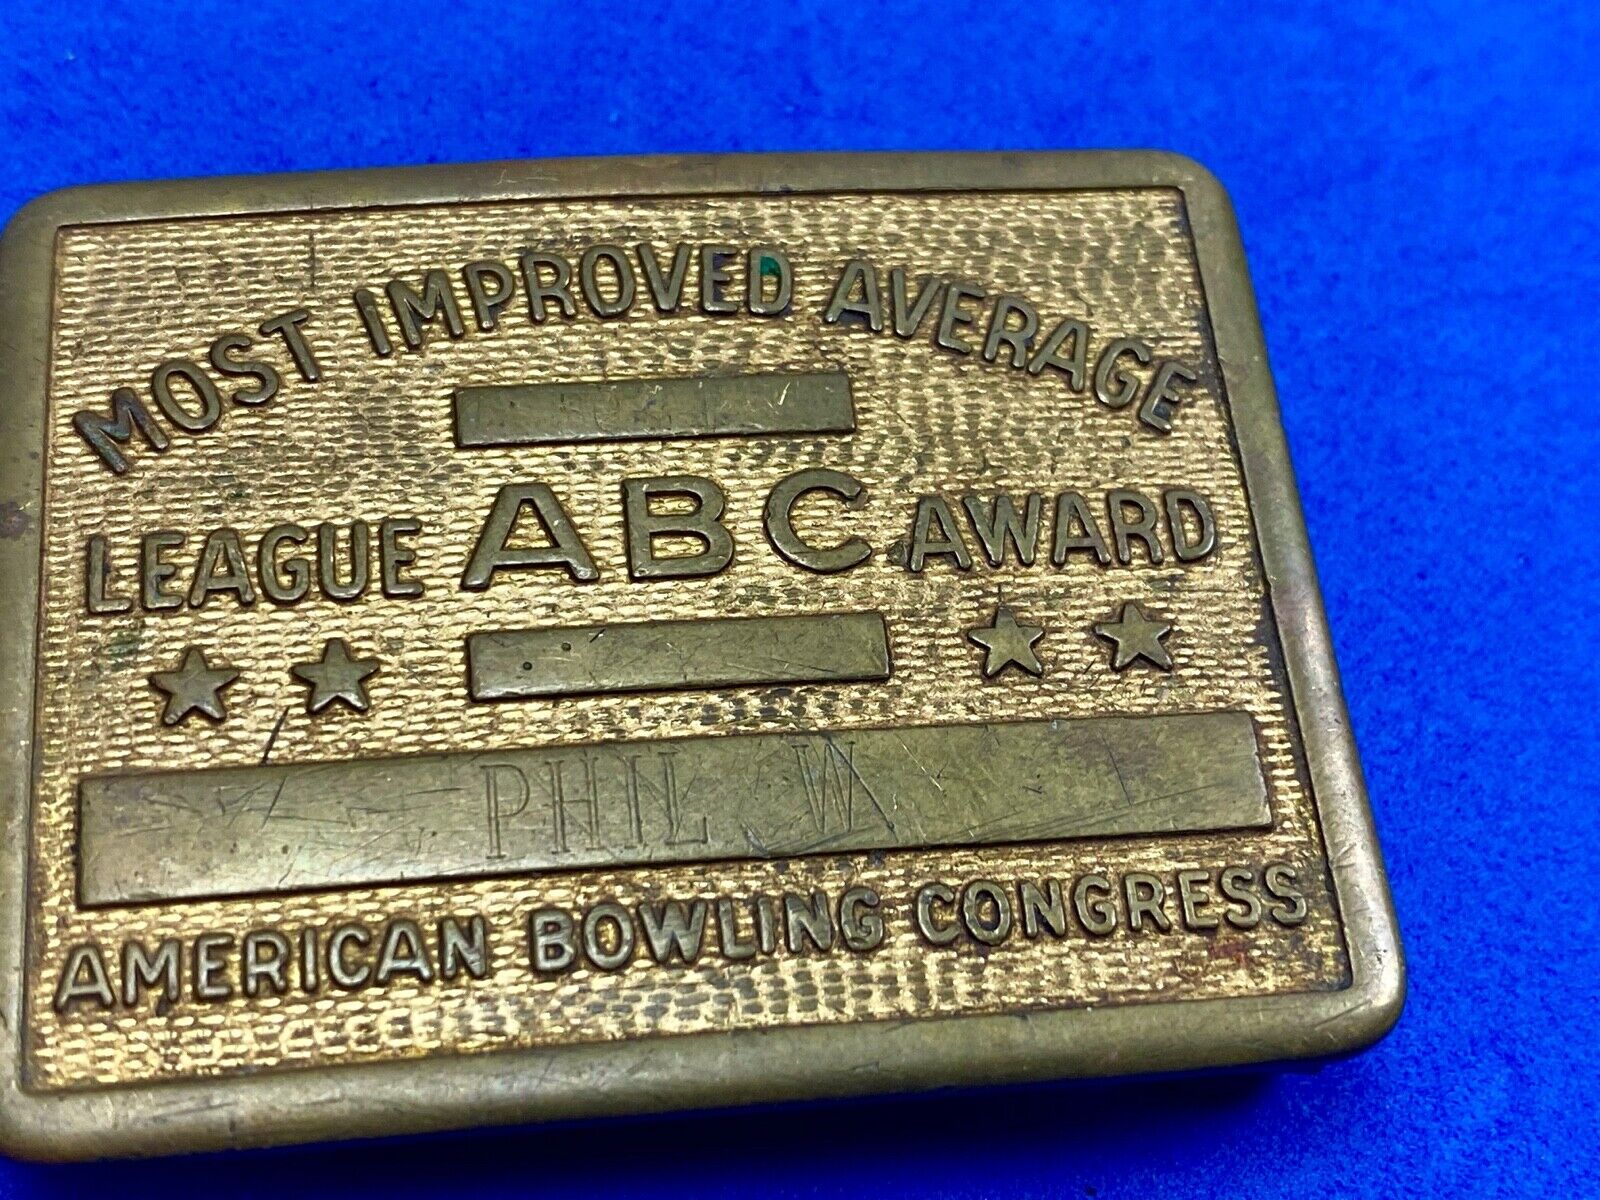 MOST IMPROVED AVERAGE
LEAGUE ABC AWARD
PHIL W
AMERICAN BOWLING CONGRESS